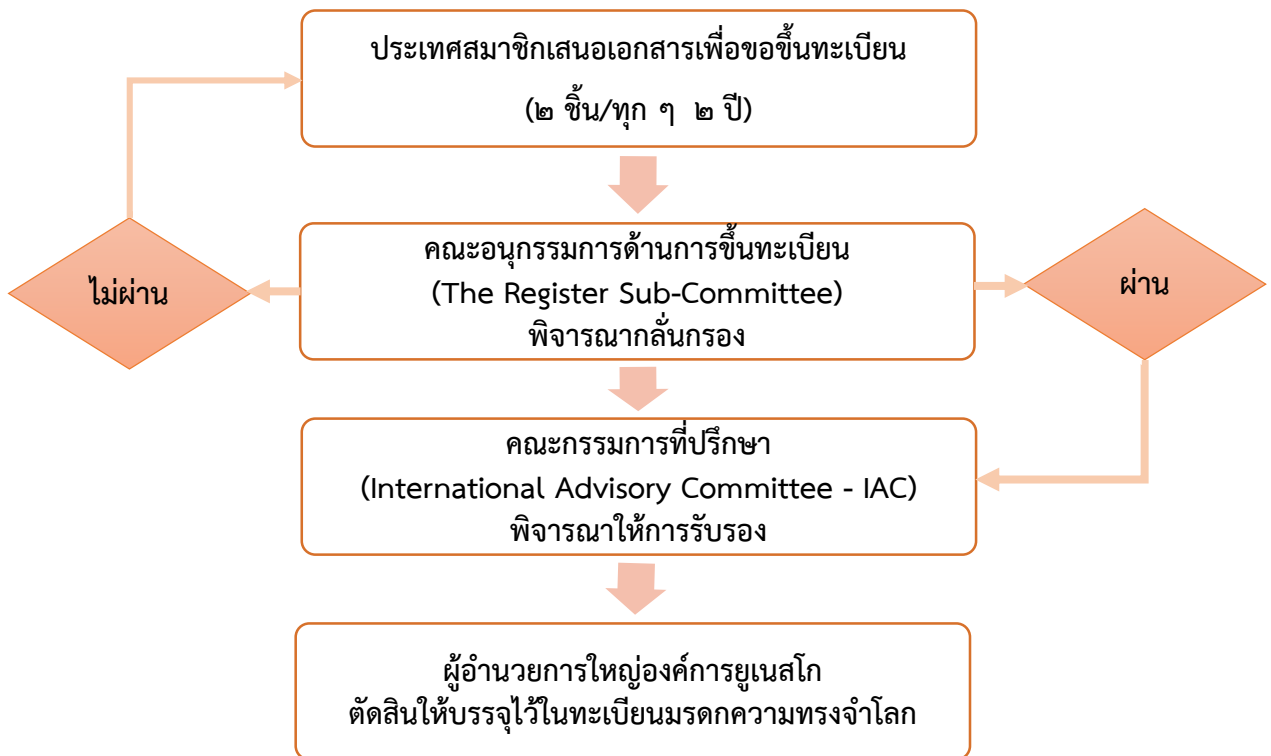 ประเทศสมาชิกเสนอเอกสารเพื่อขอขึ้นทะเบียน
(๒ ชิ้น/ทุก ๆ ๒ ปี)
คณะอนุกรรมการด้านการขึ้นทะเบียน
(The Register Sub-Committee)
พิจารณากลั่นกรอง
ไม่ผ่าน
ผ่าน
คณะกรรมการที่ปรึกษา
(International Advisory Committee - IAC)
พิจารณาให้การรับรอง
ผู้อำนวยการใหญ่องค์การยูเนสโก
ตัดสินให้บรรจุไว้ในทะเบียนมรดกความทรงจำโลก